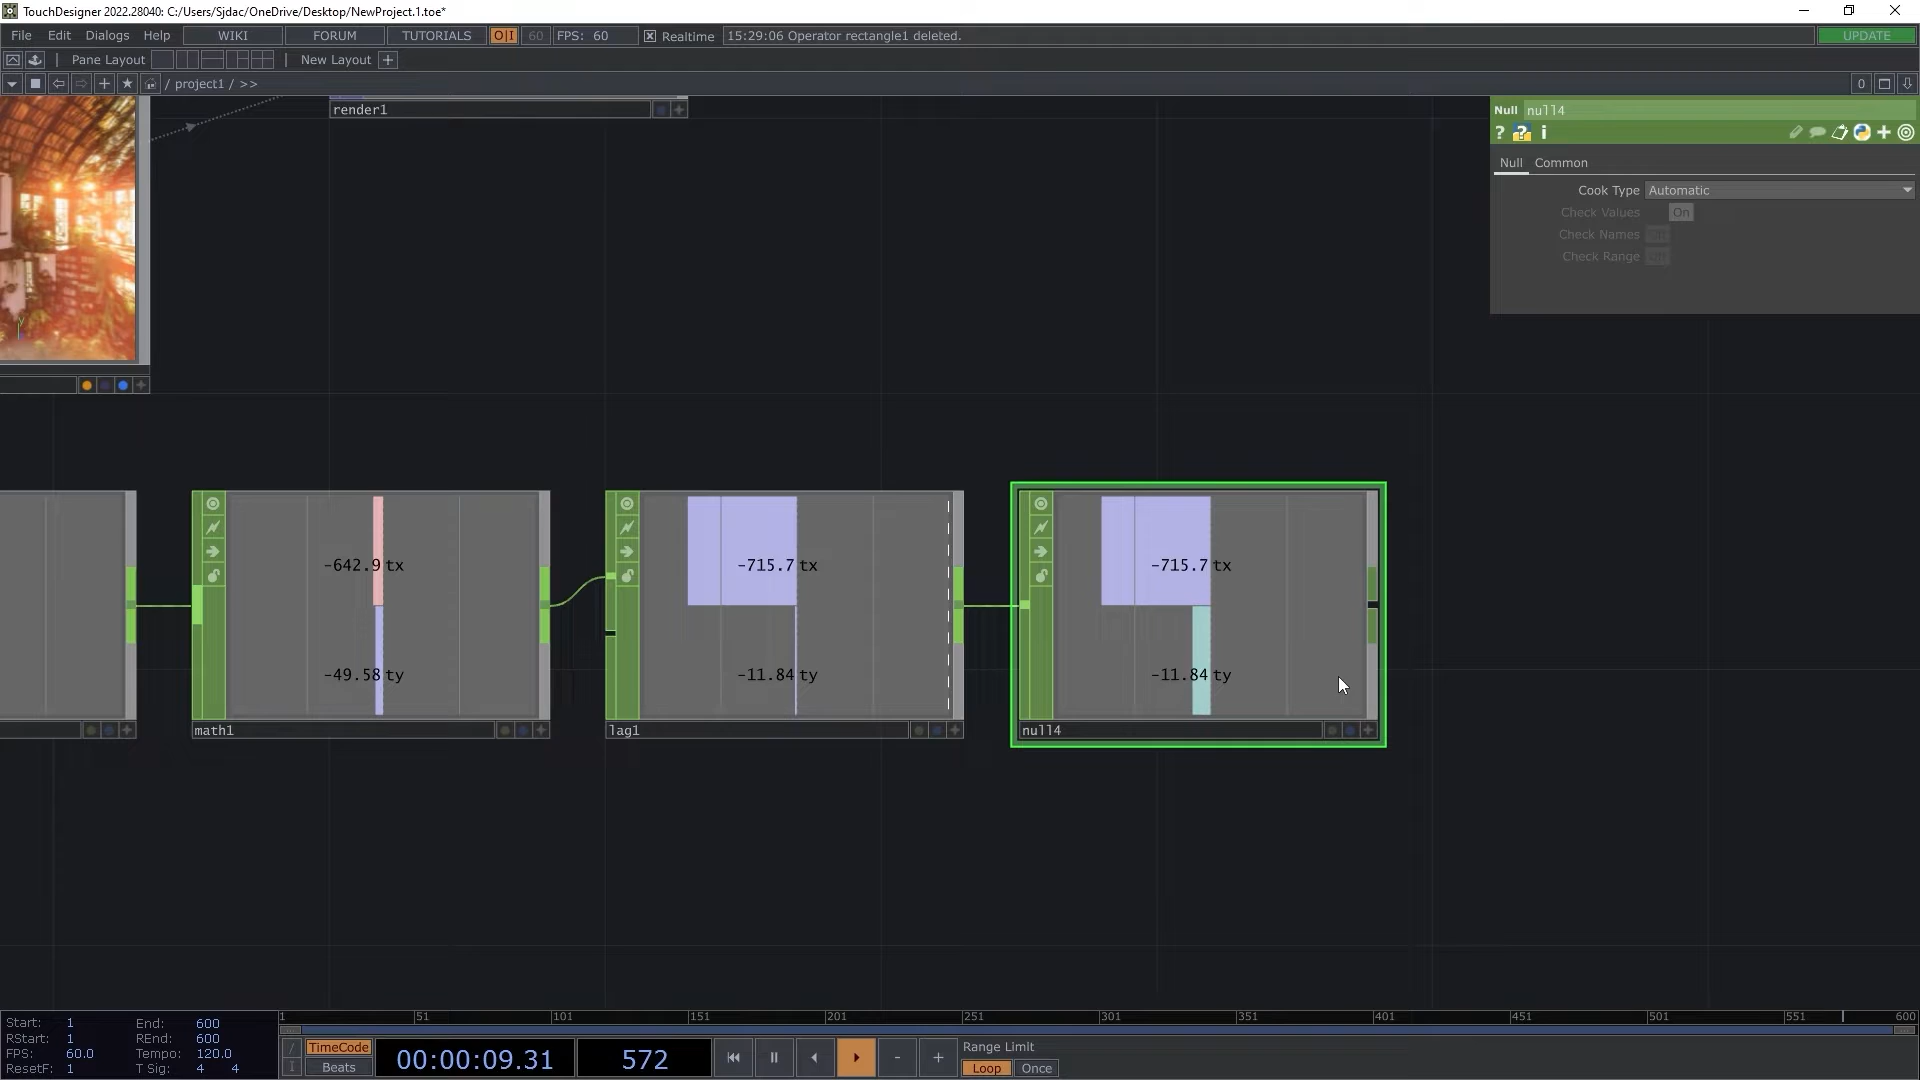 TouchDesigner 2022.28040: C:/Users/Sjdac/OneDrive/Desktop/NewProject.1.toe*
File Edit Dialogs Help WIKI FORUM TUTORIALS O|I 60 FPS: 60 Realtime 15:29:06 Operator rectangle1 deleted. UPDATE
Pane Layout New Layout +
/ project1 / >> 0
render1
Null null4
? ? i
Null Common
Cook Type Automatic
Check Values On
Check Names
Check Range
-642.9 tx
-49.58 ty
math1
-715.7 tx
-11.84 ty
lag1
-715.7 tx
-11.84 ty
null4
1 51 101 151 201 251 301 351 401 451 501 551 600
Start: 1 End: 600
RStart: 1 REnd: 600
FPS: 60.0 Tempo: 120.0
ResetF: 1 T Sig: 4 4
TimeCode
Beats
00:00:09.31 572
Range Limit
Loop Once